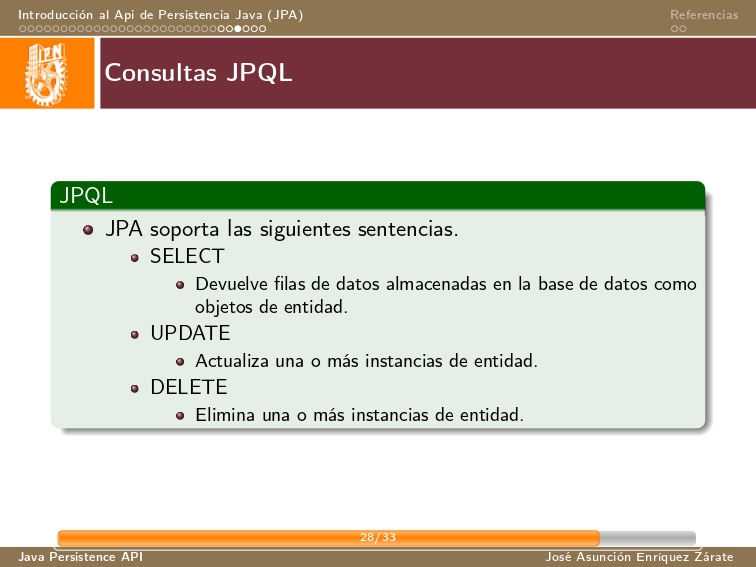 Introducción al Api de Persistencia Java (JPA)
Referencias
IPN
Consultas JPQL
JPQL
JPA soporta las siguientes sentencias.
SELECT
Devuelve filas de datos almacenadas en la base de datos como
objetos de entidad.
UPDATE
Actualiza una o más instancias de entidad.
DELETE
Elimina una o más instancias de entidad.
28/33
Java Persistence API
José Asunción Enríquez Zárate